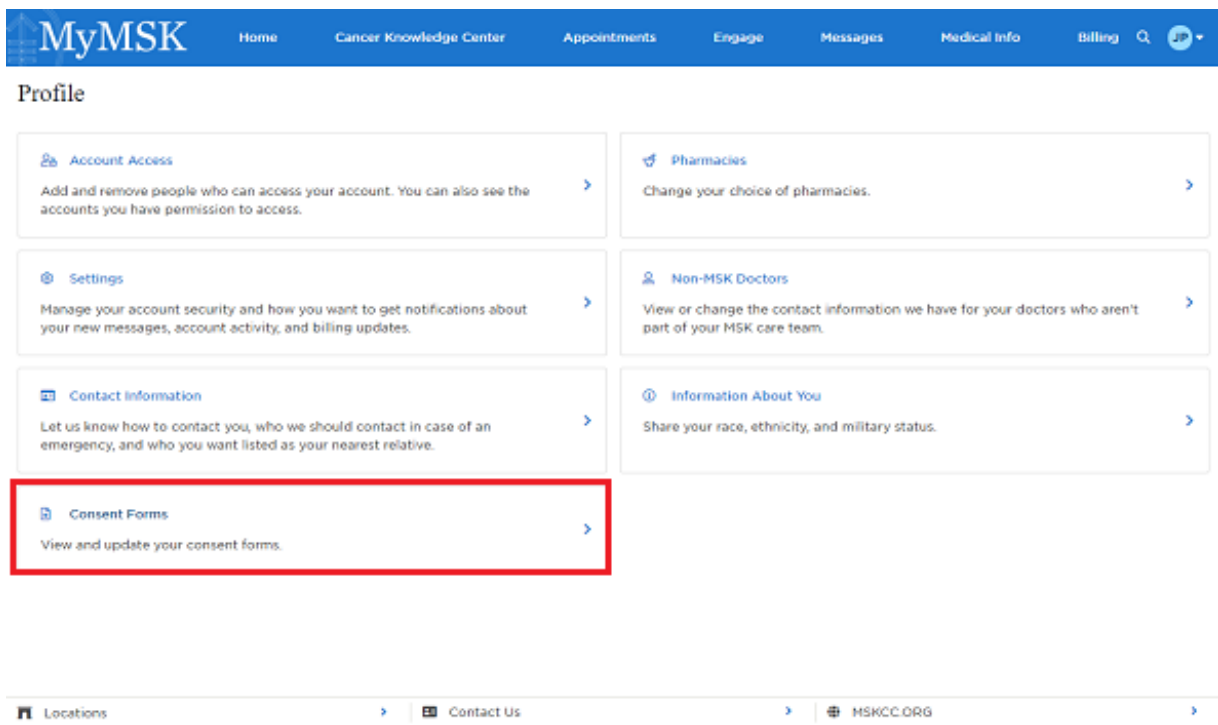 MyMSK Home Cancer Knowledge Center Appointments Engage Messages Medical Info Billing JP
Profile
Account Access
Add and remove people who can access your account. You can also see the
accounts you have permission to access.
Pharmacies
Change your choice of pharmacies.
Settings
Manage your account security and how you want to get notifications about
your new messages, account activity, and billing updates.
Non-MSK Doctors
View or change the contact information we have for your doctors who aren't
part of your MSK care team.
Contact Information
Let us know how to contact you, who we should contact in case of an
emergency, and who you want listed as your nearest relative.
Information About You
Share your race, ethnicity, and military status.
Consent Forms
View and update your consent forms.
Locations Contact Us MSKCC.ORG